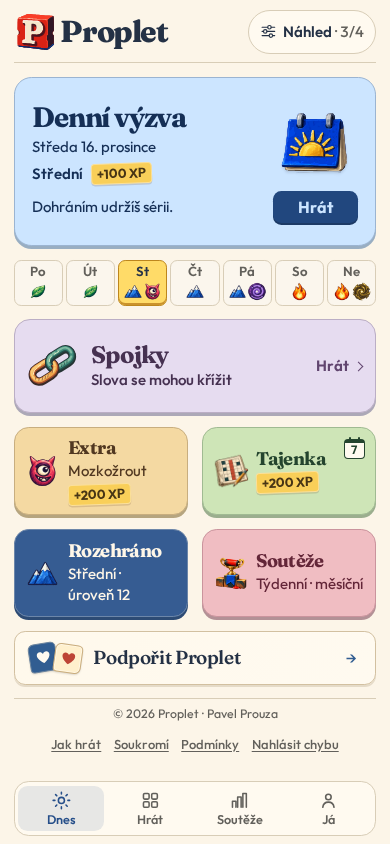 P Proplet
Náhled · 3/4
Denní výzva
Středa 16. prosince
Střední +100 XP
Dohráním udržíš sérii.
Hrát
Po Út St Čt Pá So Ne
Spojky
Slova se mohou křížit
Hrát
Extra
Mozkožrout
+200 XP
Tajenka
+200 XP
7
Rozehráno
Střední ·
úroveň 12
Soutěže
Týdenní · měsíční
Podpořit Proplet
© 2026 Proplet · Pavel Prouza
Jak hrát Soukromí Podmínky Nahlásit chybu
Dnes Hrát Soutěže Já